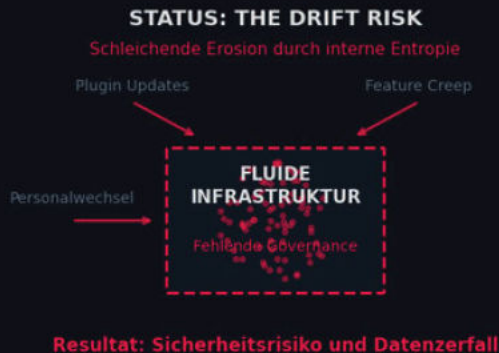 STATUS: THE DRIFT RISK
Schleichende Erosion durch interne Entropie
Plugin Updates
Feature Creep
FLUIDE
INFRASTRUKTUR
Personalwechsel
Fehlende Governance
Resultat: Sicherheitsrisiko und Datenzerfall